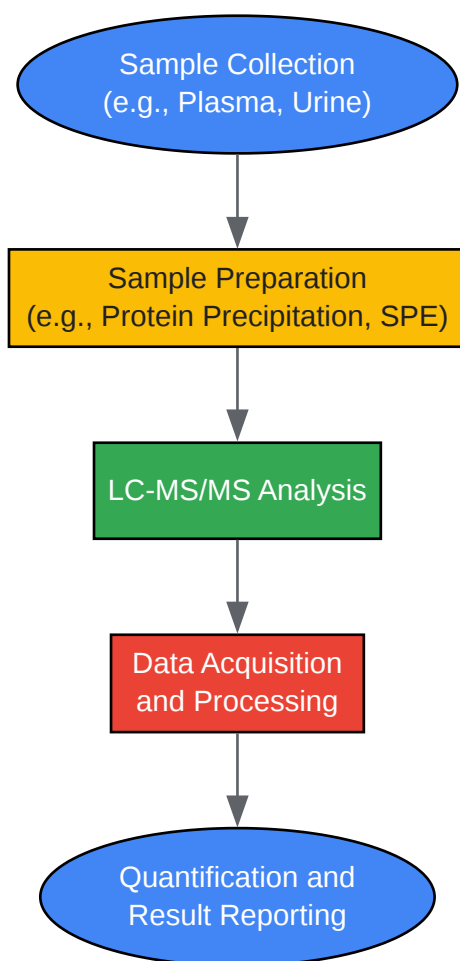 Sample Collection
(e.g., Plasma, Urine)
Sample Preparation
(e.g., Protein Precipitation, SPE)
LC-MS/MS Analysis
Data Acquisition
and Processing
Quantification and
Result Reporting